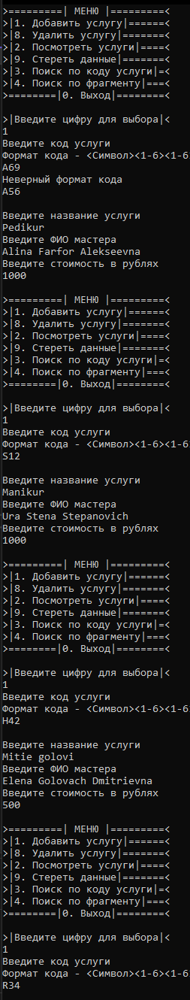 >=========| МЕНЮ |=========<
>|1. Добавить услугу|======<
>|8. Удалить услугу|=======<
>|2. Посмотреть услуги|====<
>|9. Стереть данные|=======<
>|3. Поиск по коду услуги|=<
>|4. Поиск по фрагменту|===<
>========|0. Выход|========<
>|Введите цифру для выбора|<
1
Введите код услуги
Формат кода - <Символ><1-6><1-6
A69
Неверный формат кода
A56
Введите название услуги
Pedikur
Введите ФИО мастера
Alina Farfor Alekseevna
Введите стоимость в рублях
1000
>=========| МЕНЮ |=========<
>|1. Добавить услугу|======<
>|8. Удалить услугу|=======<
>|2. Посмотреть услуги|====<
>|9. Стереть данные|=======<
>|3. Поиск по коду услуги|=<
>|4. Поиск по фрагменту|===<
>========|0. Выход|========<
>|Введите цифру для выбора|<
1
Введите код услуги
Формат кода - <Символ><1-6><1-6
S12
Введите название услуги
Manikur
Введите ФИО мастера
Ura Stena Stepanovich
Введите стоимость в рублях
1000
>=========| МЕНЮ |=========<
>|1. Добавить услугу|======<
>|8. Удалить услугу|=======<
>|2. Посмотреть услуги|====<
>|9. Стереть данные|=======<
>|3. Поиск по коду услуги|=<
>|4. Поиск по фрагменту|===<
>========|0. Выход|========<
>|Введите цифру для выбора|<
1
Введите код услуги
Формат кода - <Символ><1-6><1-6
H42
Введите название услуги
Mitie golovi
Введите ФИО мастера
Elena Golovach Dmitrievna
Введите стоимость в рублях
500
>=========| МЕНЮ |=========<
>|1. Добавить услугу|======<
>|8. Удалить услугу|=======<
>|2. Посмотреть услуги|====<
>|9. Стереть данные|=======<
>|3. Поиск по коду услуги|=<
>|4. Поиск по фрагменту|===<
>========|0. Выход|========<
>|Введите цифру для выбора|<
1
Введите код услуги
Формат кода - <Символ><1-6><1-6
R34